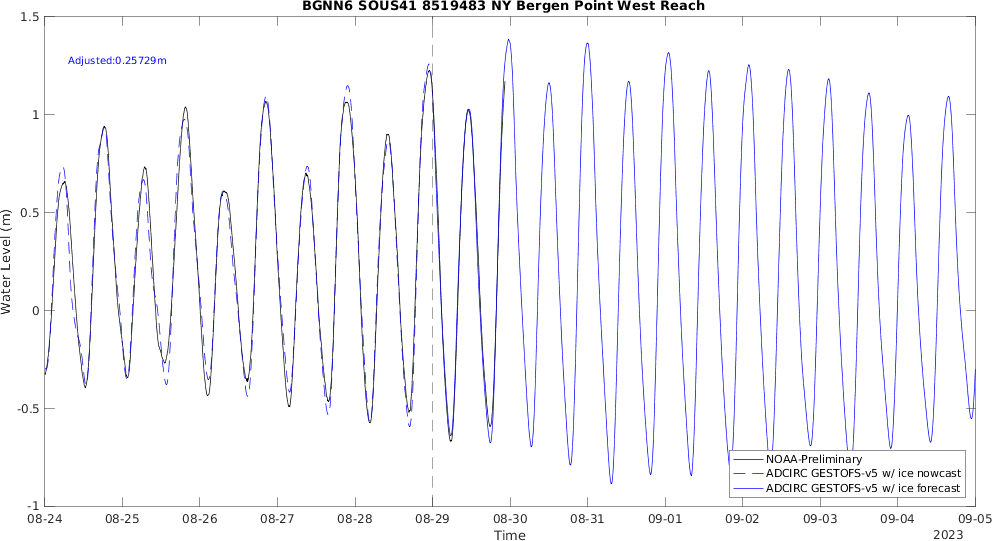 BGNN6 SOUS41 8519483 NY Bergen Point West Reach
Adjusted:0.25729m
Water Level (m)
1.5
1
0.5
0
-0.5
-1
NOAA-Preliminary
ADCIRC GESTOFS-v5 w/ ice nowcast
ADCIRC GESTOFS-v5 w/ ice forecast
08-24 08-25 08-26 08-27 08-28 08-29 08-30 08-31 09-01 09-02 09-03 09-04 09-05
Time
2023